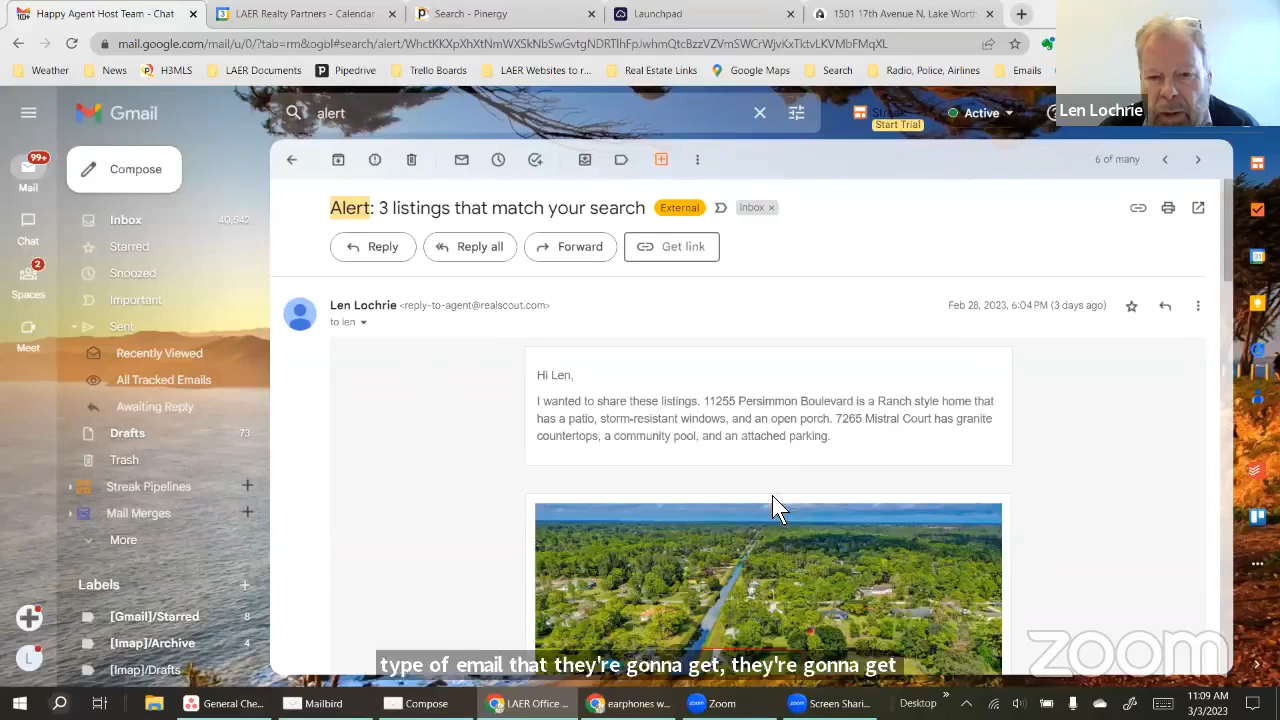 Happy Agent Host Team - Chat
LAER Realty Partners - Calendar
Search - Pinergy
Launchpad
1501 17th Avenue N, Lake Worth
mail.google.com/mail/u/0/?tab=rm&ogbl#search/alert/
Weather
News
H3MLS
LAER Documents
Pipedrive
Trello Boards
LAER Websites to r...
Real Estate Links
Google Maps
Search
Radio, Police, Airlines
Emails
Len Lochrie
Gmail
alert
Start Trial
Active
99+
Mail
Compose
6 of many
Alert: 3 listings that match your search
External
Inbox ×
Inbox 40,542
Chat
Starred
Reply
Reply all
Forward
Get link
2
Snoozed
Spaces
Important
Len Lochrie <reply-to-agent@realscout.com>
Feb 28, 2023, 6:04 PM (3 days ago)
to len
Sent
Meet
Recently Viewed
All Tracked Emails
Awaiting Reply
Drafts 73
Trash
Streak Pipelines
Mail Merges
More
Labels
[Gmail]/Starred 8
[Imap]/Archive 4
[Imap]/Drafts
L
Hi Len,
I wanted to share these listings. 11255 Persimmon Boulevard is a Ranch style home that
has a patio, storm-resistant windows, and an open porch. 7265 Mistral Court has granite
countertops, a community pool, and an attached parking.
zoom
type of email that they're gonna get, they're gonna get
General Che...
Mailbird
Compose
LAER Office ...
earphones w...
Zoom
Screen Shari...
Desktop
11:09 AM
3/3/2023